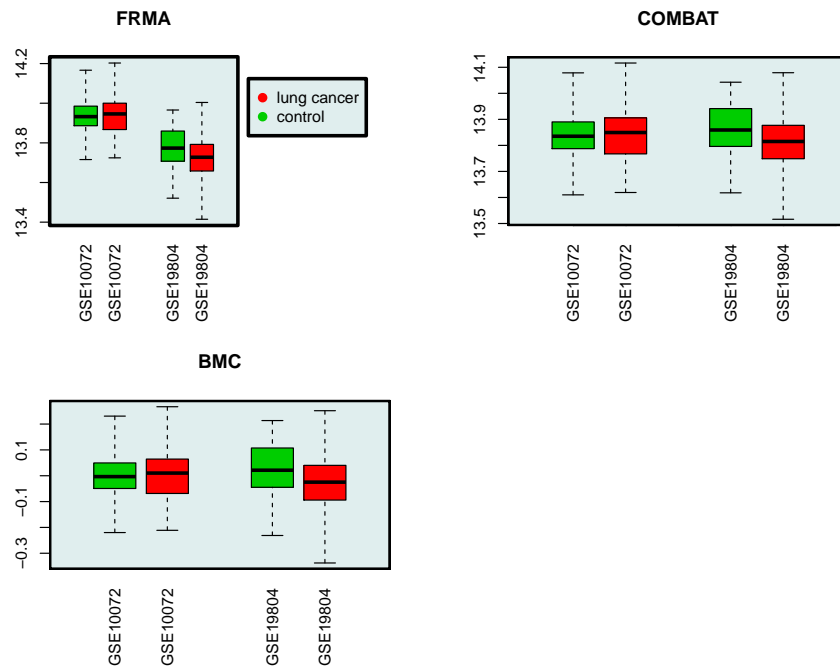 FRMA
14.2
13.8
13.4
GSE10072
GSE10072
GSE19804
GSE19804
lung cancer
control
COMBAT
14.1
13.9
13.7
13.5
GSE10072
GSE10072
GSE19804
GSE19804
BMC
0.1
−0.1
−0.3
GSE10072
GSE10072
GSE19804
GSE19804